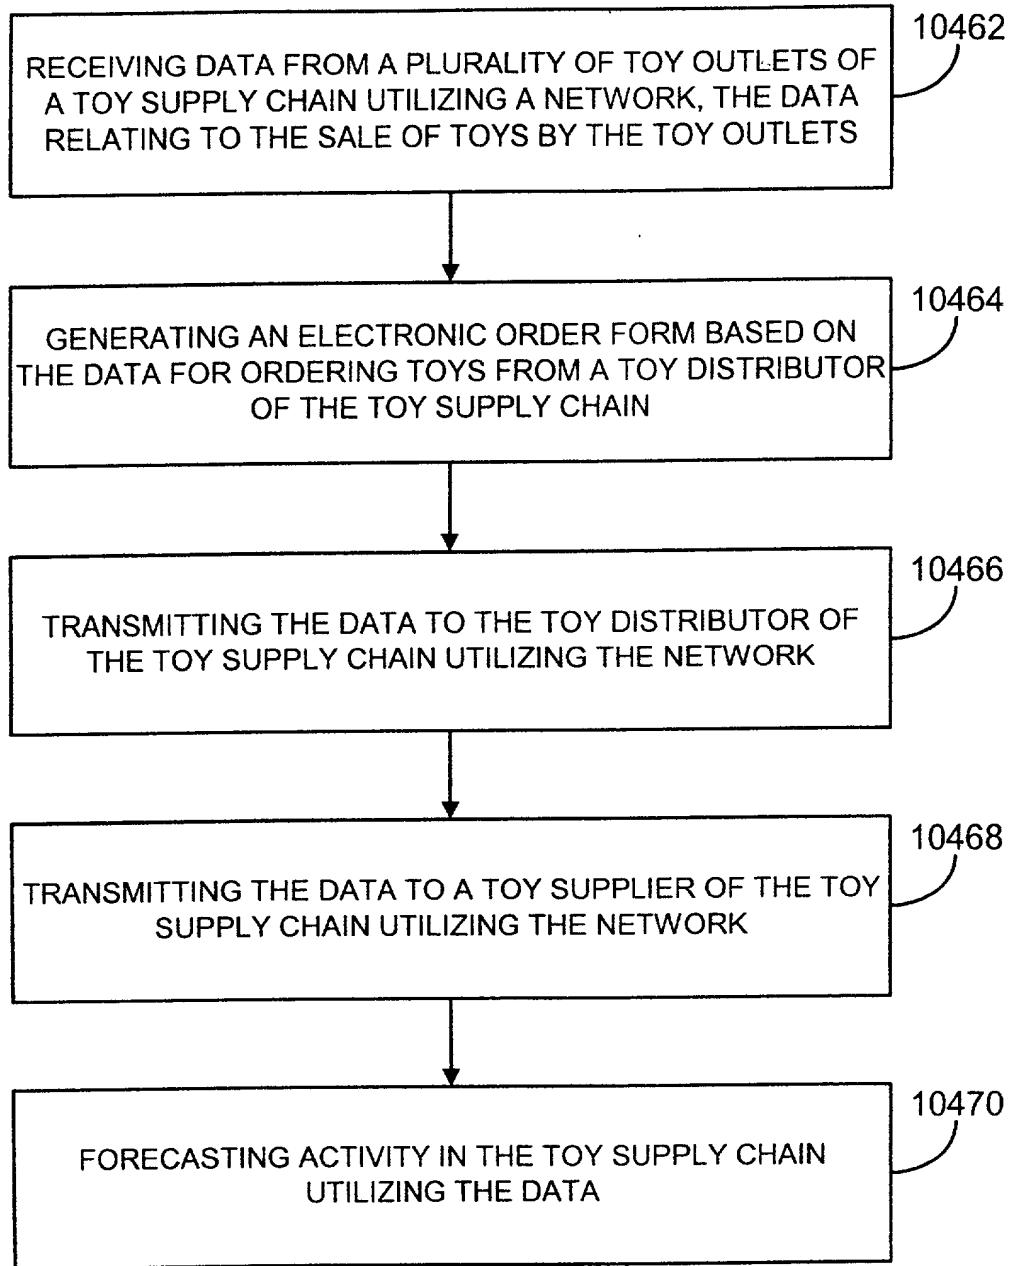 10462
RECEIVING DATA FROM A PLURALITY OF TOY OUTLETS OF
A TOY SUPPLY CHAIN UTILIZING A NETWORK, THE DATA
RELATING TO THE SALE OF TOYS BY THE TOY OUTLETS
10464
GENERATING AN ELECTRONIC ORDER FORM BASED ON
THE DATA FOR ORDERING TOYS FROM A TOY DISTRIBUTOR
OF THE TOY SUPPLY CHAIN
10466
TRANSMITTING THE DATA TO THE TOY DISTRIBUTOR OF
THE TOY SUPPLY CHAIN UTILIZING THE NETWORK
10468
TRANSMITTING THE DATA TO A TOY SUPPLIER OF THE TOY
SUPPLY CHAIN UTILIZING THE NETWORK
10470
FORECASTING ACTIVITY IN THE TOY SUPPLY CHAIN
UTILIZING THE DATA